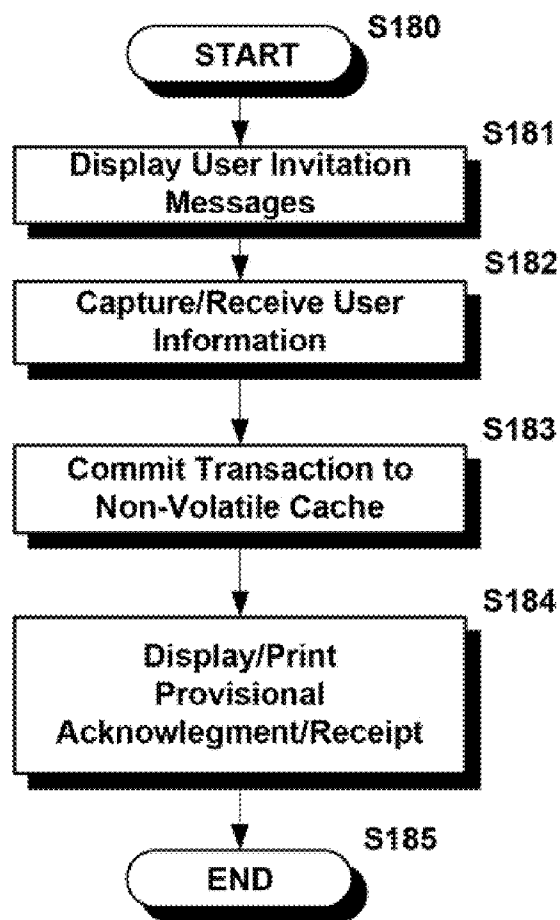 S180
START
S181
Display User Invitation
Messages
S182
Capture/Receive User
Information
S183
Commit Transaction to
Non-Volatile Cache
S184
Display/Print
Provisional
Acknowlegment/Receipt
S185
END